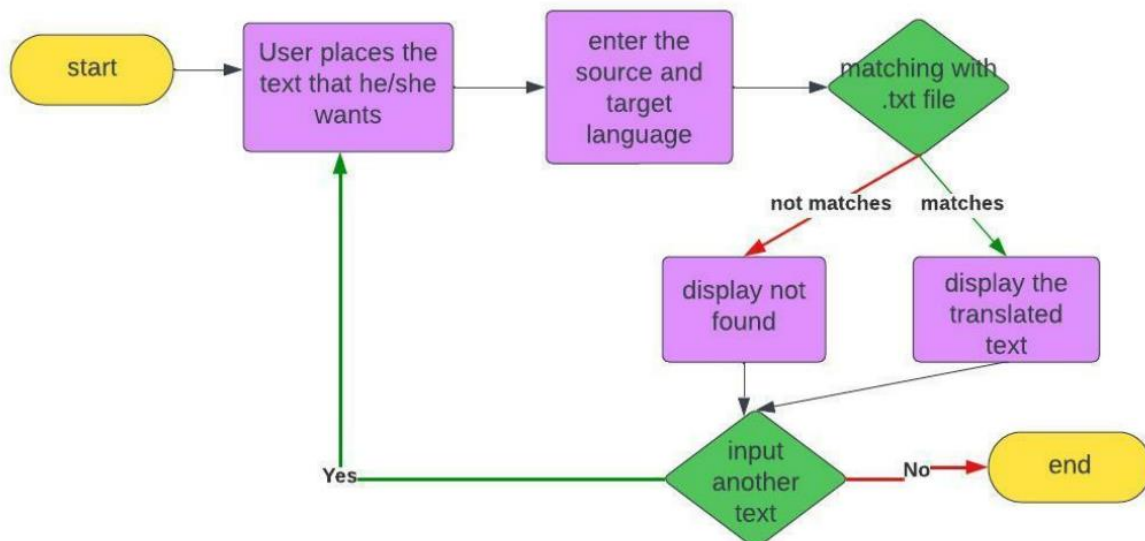 start
User places the
text that he/she
wants
enter the
source and
target
language
matching with
.txt file
not matches
matches
display not
found
display the
translated
text
input
another
text
Yes
No
end